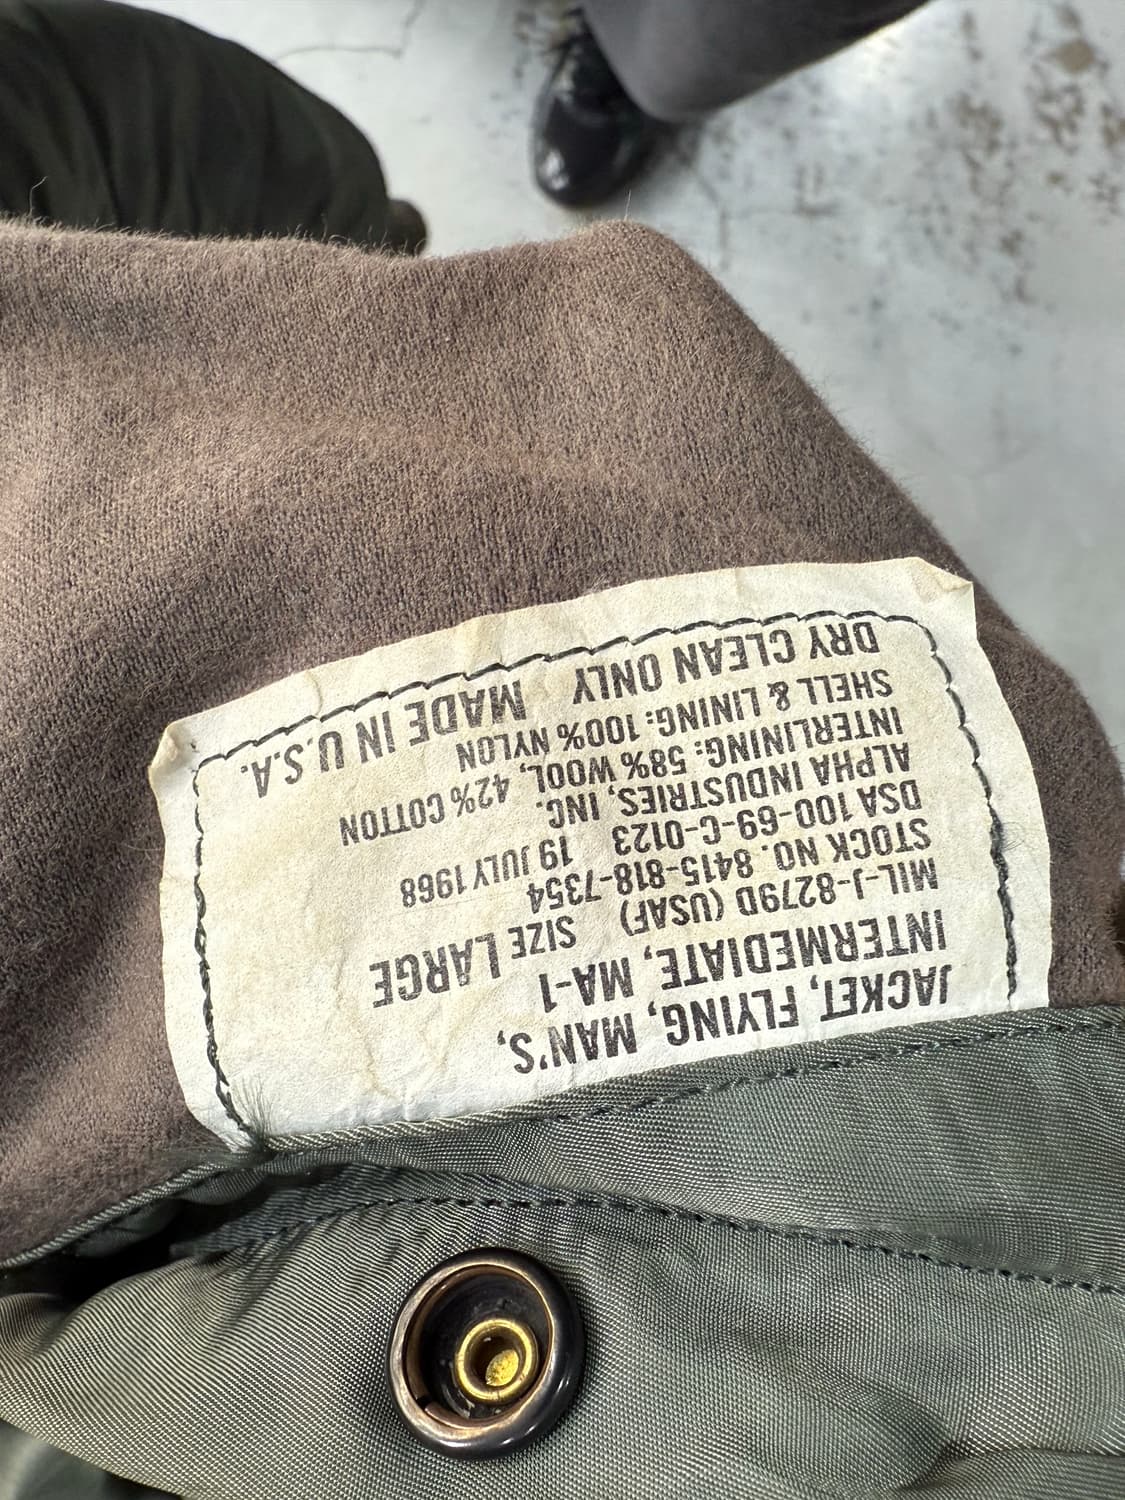 JACKET, FLYING, MAN'S,
INTERMEDIATE, MA-1
MIL-J-8279D (USAF) SIZE LARGE
STOCK NO. 8415-818-7354
DSA 100-69-C-0123 19 JULY 1968
ALPHA INDUSTRIES, INC.
INTERLINING: 58% WOOL, 42% COTTON
SHELL & LINING: 100% NYLON
DRY CLEAN ONLY MADE IN U.S.A.